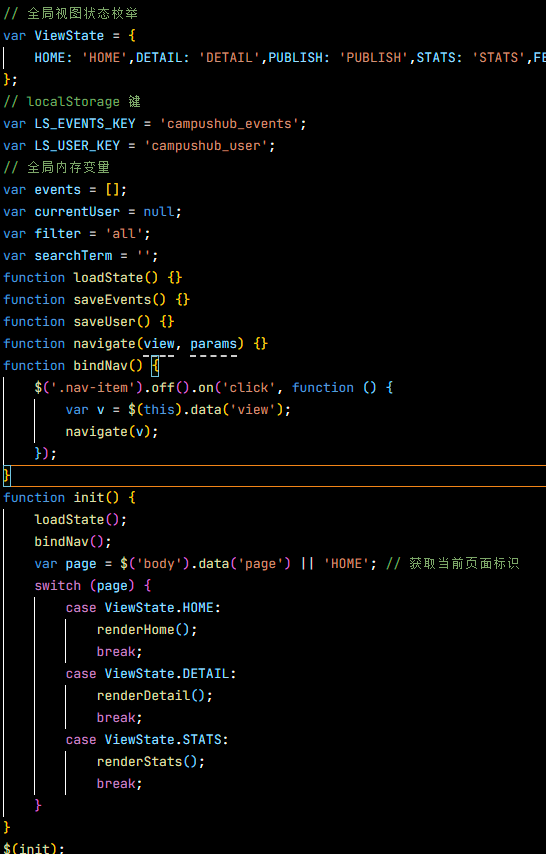 // 全局视图状态枚举
var ViewState = {
    HOME: 'HOME',DETAIL: 'DETAIL',PUBLISH: 'PUBLISH',STATS: 'STATS',FE
};
// localStorage 键
var LS_EVENTS_KEY = 'campushub_events';
var LS_USER_KEY = 'campushub_user';
// 全局内存变量
var events = [];
var currentUser = null;
var filter = 'all';
var searchTerm = '';
function loadState() {}
function saveEvents() {}
function saveUser() {}
function navigate(view, params) {}
function bindNav() {
    $('.nav-item').off().on('click', function () {
        var v = $(this).data('view');
        navigate(v);
    });
}
function init() {
    loadState();
    bindNav();
    var page = $('body').data('page') || 'HOME'; // 获取当前页面标识
    switch (page) {
        case ViewState.HOME:
            renderHome();
            break;
        case ViewState.DETAIL:
            renderDetail();
            break;
        case ViewState.STATS:
            renderStats();
            break;
    }
}
$(init);